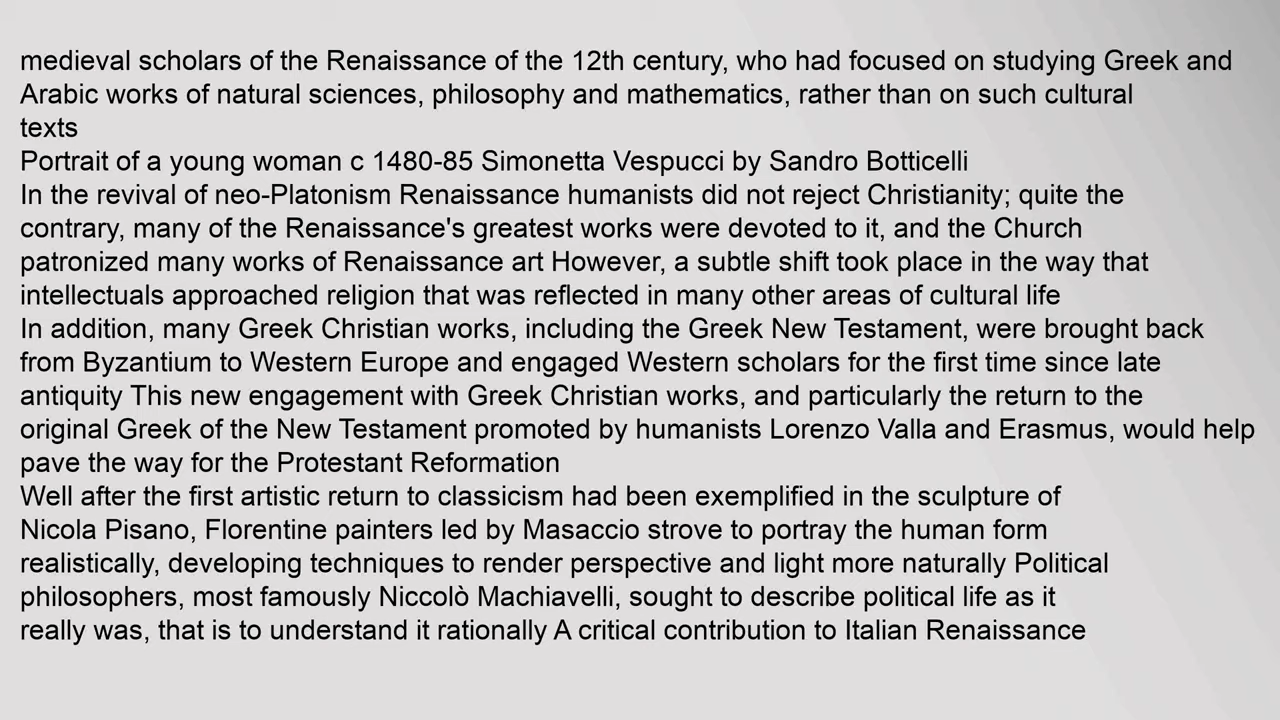 medieval scholars of the Renaissance of the 12th century, who had focused on studying Greek and
Arabic works of natural sciences, philosophy and mathematics, rather than on such cultural
texts
Portrait of a young woman c 1480-85 Simonetta Vespucci by Sandro Botticelli
In the revival of neo-Platonism Renaissance humanists did not reject Christianity; quite the
contrary, many of the Renaissance's greatest works were devoted to it, and the Church
patronized many works of Renaissance art However, a subtle shift took place in the way that
intellectuals approached religion that was reflected in many other areas of cultural life
In addition, many Greek Christian works, including the Greek New Testament, were brought back
from Byzantium to Western Europe and engaged Western scholars for the first time since late
antiquity This new engagement with Greek Christian works, and particularly the return to the
original Greek of the New Testament promoted by humanists Lorenzo Valla and Erasmus, would help
pave the way for the Protestant Reformation
Well after the first artistic return to classicism had been exemplified in the sculpture of
Nicola Pisano, Florentine painters led by Masaccio strove to portray the human form
realistically, developing techniques to render perspective and light more naturally Political
philosophers, most famously Niccolò Machiavelli, sought to describe political life as it
really was, that is to understand it rationally A critical contribution to Italian Renaissance